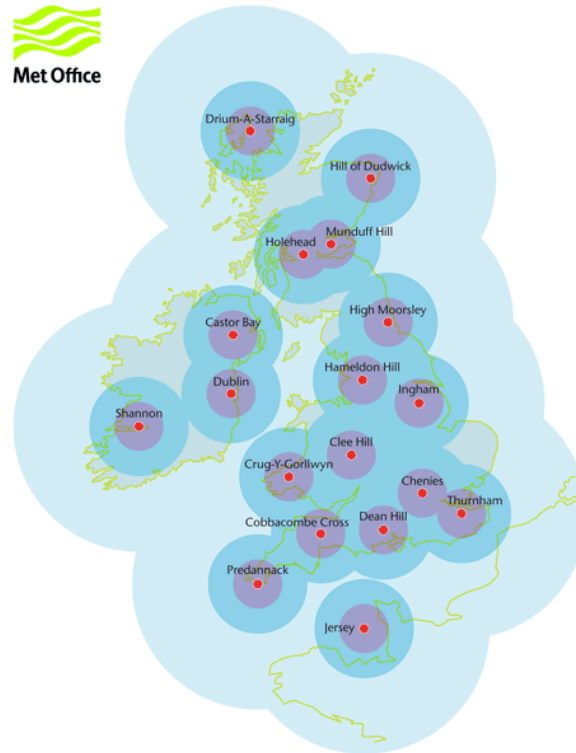 Met Office
Drium-A-Starraig
Hill of Dudwick
Munduff Hill
Holehead
High Moorsley
Castor Bay
Hameldon Hill
Dublin
Ingham
Shannon
Clee Hill
Crug-Y-Gorllwyn
Chenies
Thurnham
Cobbacombe Cross
Dean Hill
Predannack
Jersey